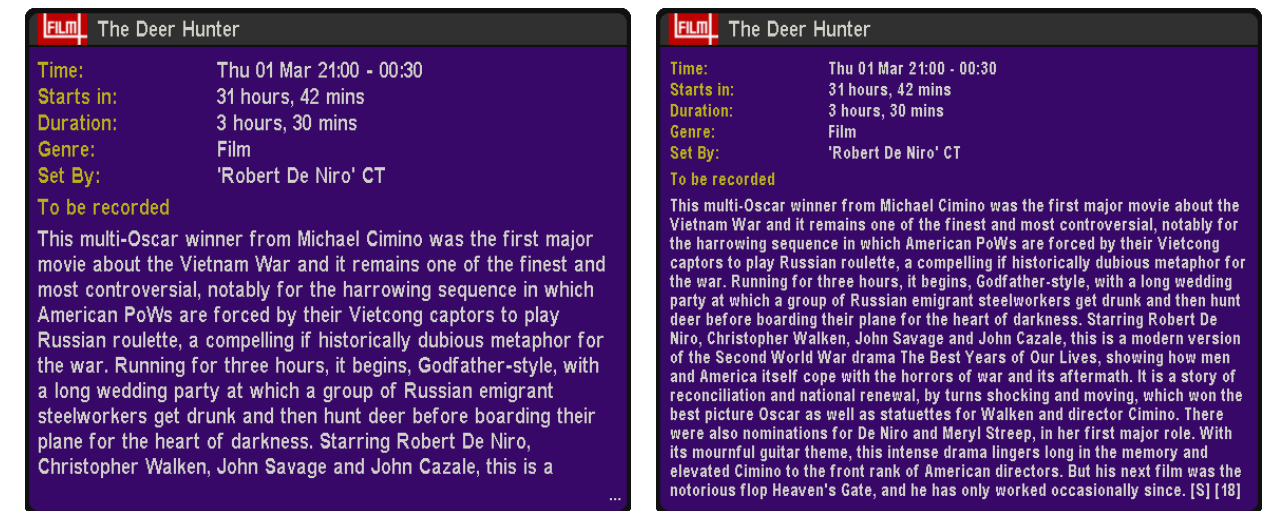 FILM The Deer Hunter
Time: Thu 01 Mar 21:00 - 00:30
Starts in: 31 hours, 42 mins
Duration: 3 hours, 30 mins
Genre: Film
Set By: 'Robert De Niro' CT
To be recorded
This multi-Oscar winner from Michael Cimino was the first major
movie about the Vietnam War and it remains one of the finest and
most controversial, notably for the harrowing sequence in which
American PoWs are forced by their Vietcong captors to play
Russian roulette, a compelling if historically dubious metaphor for
the war. Running for three hours, it begins, Godfather-style, with
a long wedding party at which a group of Russian emigrant
steelworkers get drunk and then hunt deer before boarding their
plane for the heart of darkness. Starring Robert De Niro,
Christopher Walken, John Savage and John Cazale, this is a
...
FILM The Deer Hunter
Time: Thu 01 Mar 21:00 - 00:30
Starts in: 31 hours, 42 mins
Duration: 3 hours, 30 mins
Genre: Film
Set By: 'Robert De Niro' CT
To be recorded
This multi-Oscar winner from Michael Cimino was the first major movie about the
Vietnam War and it remains one of the finest and most controversial, notably for
the harrowing sequence in which American PoWs are forced by their Vietcong
captors to play Russian roulette, a compelling if historically dubious metaphor for
the war. Running for three hours, it begins, Godfather-style, with a long wedding
party at which a group of Russian emigrant steelworkers get drunk and then hunt
deer before boarding their plane for the heart of darkness. Starring Robert De
Niro, Christopher Walken, John Savage and John Cazale, this is a modern version
of the Second World War drama The Best Years of Our Lives, showing how men
and America itself cope with the horrors of war and its aftermath. It is a story of
reconciliation and national renewal, by turns shocking and moving, which won the
best picture Oscar as well as statuettes for Walken and director Cimino. There
were also nominations for De Niro and Meryl Streep, in her first major role. With
its mournful guitar theme, this intense drama lingers long in the memory and
elevated Cimino to the front rank of American directors. But his next film was the
notorious flop Heaven's Gate, and he has only worked occasionally since. [S] [18]